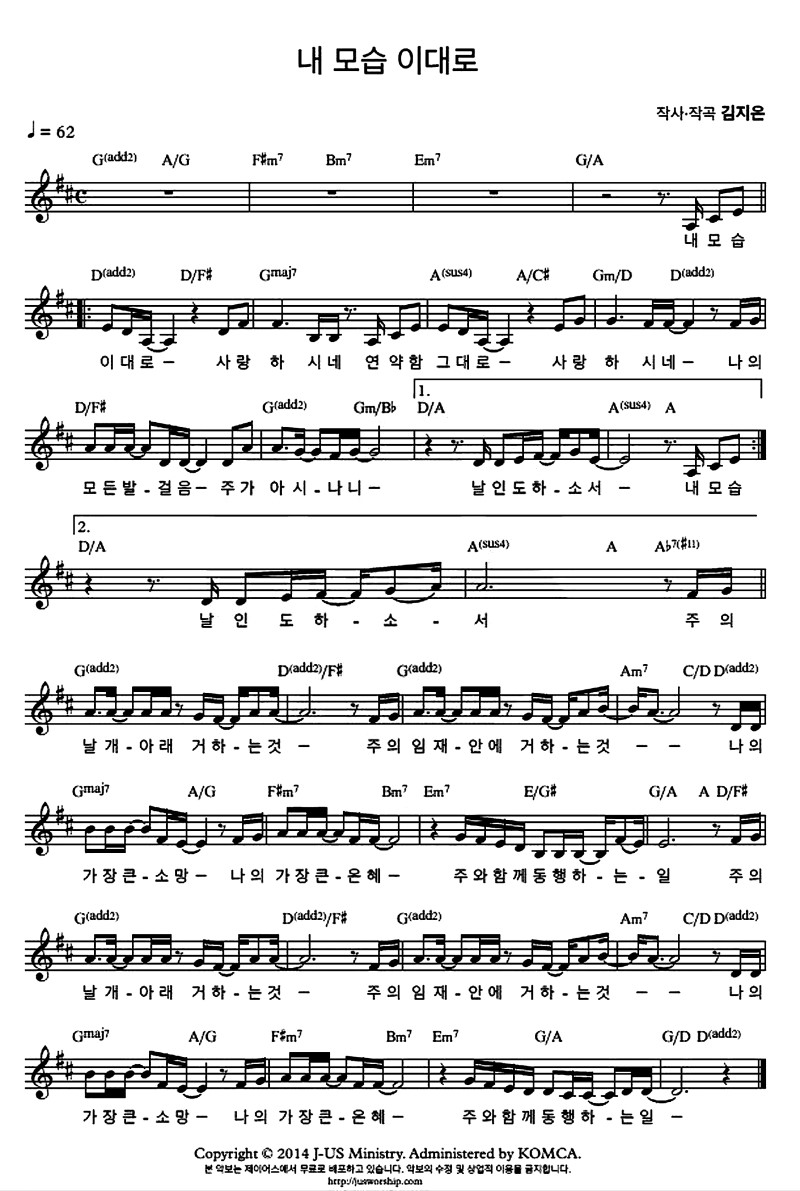 내 모습 이대로
작사·작곡 김지온
♩= 62
G(add2) A/G F#m7 Bm7 Em7 G/A
내 모 습
D(add2) D/F# Gmaj7 A(sus4) A/C# Gm/D D(add2)
이 대 로 – 사 랑 하 시 네 연 약 함 그 대 로 – 사 랑 하 시 네 – 나 의
1.
D/F# G(add2) Gm/B♭ D/A A(sus4) A
모 든 발 - 걸 음 – 주 가 아 시 - 나 니 – 날 인 도 하 - 소 서 – 내 모 습
2.
D/A A(sus4) A A♭7(#11)
날 인 도 하 - 소 - 서 주 의
G(add2) D(add2)/F# G(add2) Am7 C/D D(add2)
날 개 - 아 래 거 하 - 는 것 – 주 의 임 재 - 안 에 거 하 - 는 것 – – 나 의
Gmaj7 A/G F#m7 Bm7 Em7 E/G# G/A A D/F#
가 장 큰 - 소 망 – 나 의 가 장 큰 - 은 혜 – 주 와 함 께 동 행 하 - 는 - 일 주 의
G(add2) D(add2)/F# G(add2) Am7 C/D D(add2)
날 개 - 아 래 거 하 - 는 것 – 주 의 임 재 - 안 에 거 하 - 는 것 – – 나 의
Gmaj7 A/G F#m7 Bm7 Em7 G/A G/D D(add2)
가 장 큰 - 소 망 – 나 의 가 장 큰 - 은 혜 – 주 와 함 께 동 행 하 - 는 일 –
Copyright © 2014 J-US Ministry. Administered by KOMCA.
본 악보는 제이어스에서 무료로 배포하고 있습니다. 악보의 수정 및 상업적 이용을 금지합니다.
http://jusworship.com